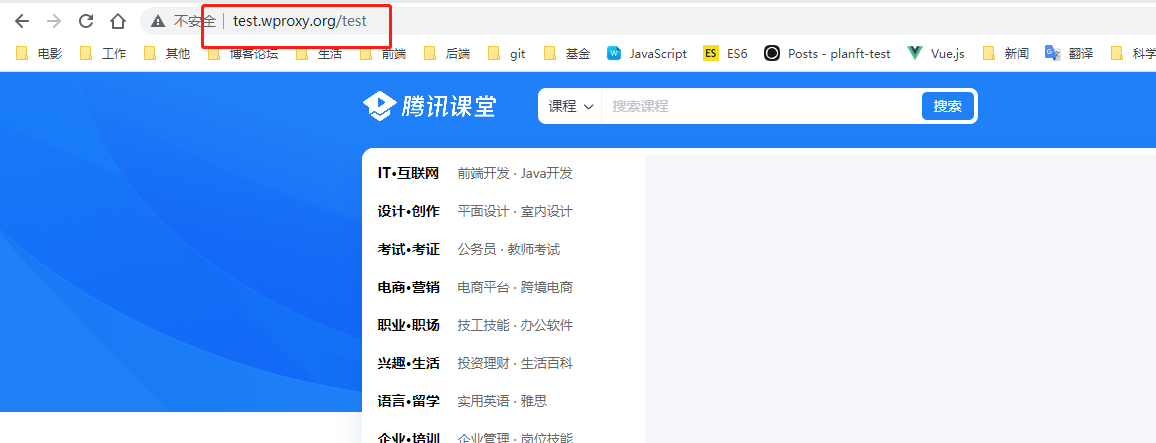 不安全 test.wproxy.org/test
电影 工作 其他 博客论坛 生活 前端 后端 git 基金 JavaScript ES ES6 Posts - planft-test Vue.js 新闻 翻译 科学
腾讯课堂 课程 搜索课程 搜索
IT·互联网 前端开发 · Java开发
设计·创作 平面设计 · 室内设计
考试·考证 公务员 · 教师考试
电商·营销 电商平台 · 跨境电商
职业·职场 技工技能 · 办公软件
兴趣·生活 投资理财 · 生活百科
语言·留学 实用英语 · 雅思
企业·培训 企业管理 · 岗位技能